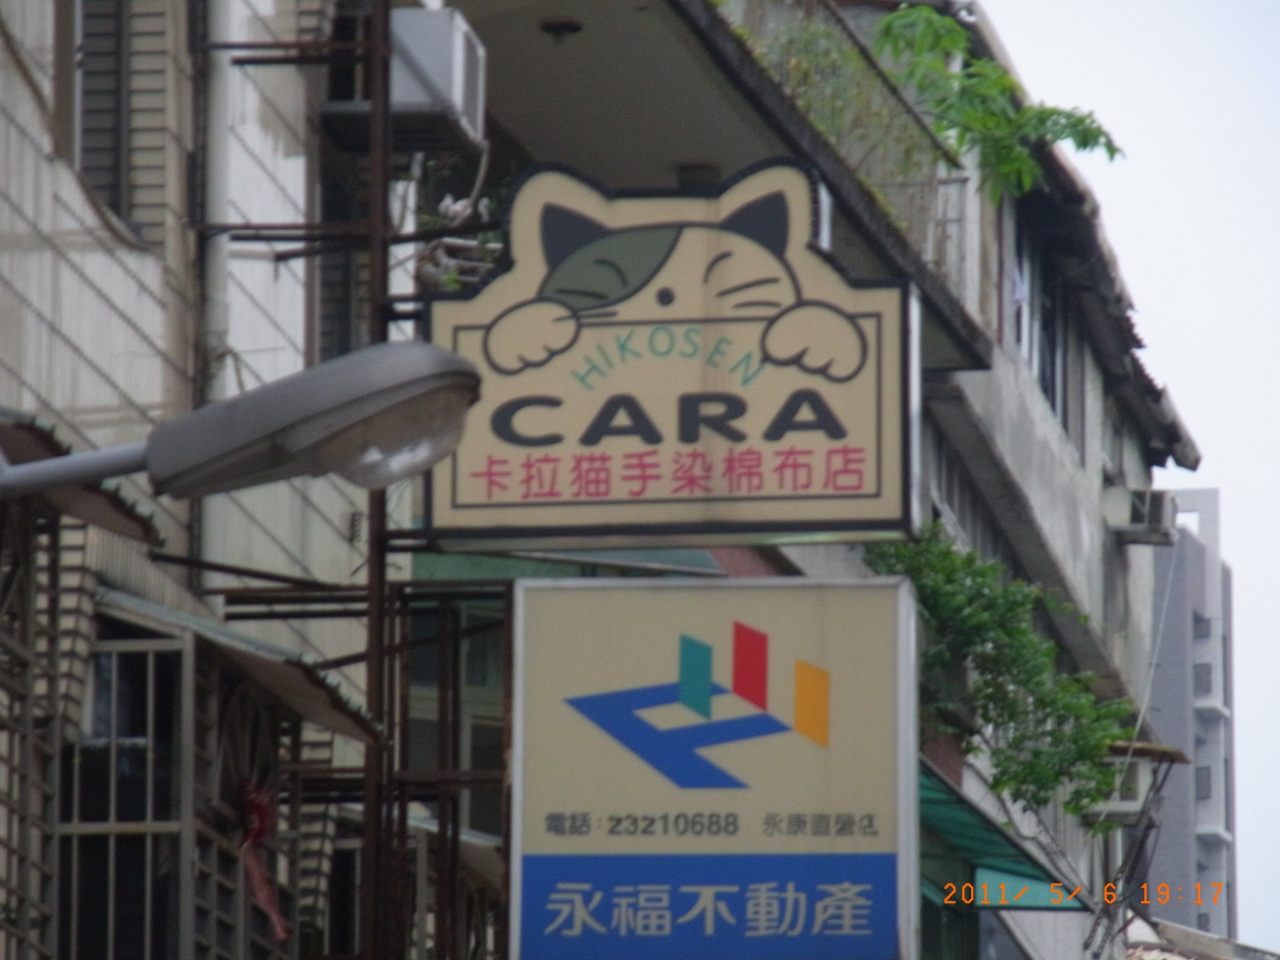 HIKOSEN
CARA
卡拉猫手染棉布店
電話:23210688 永康直營店
永福不動產
2011/ 5/ 6 19:17